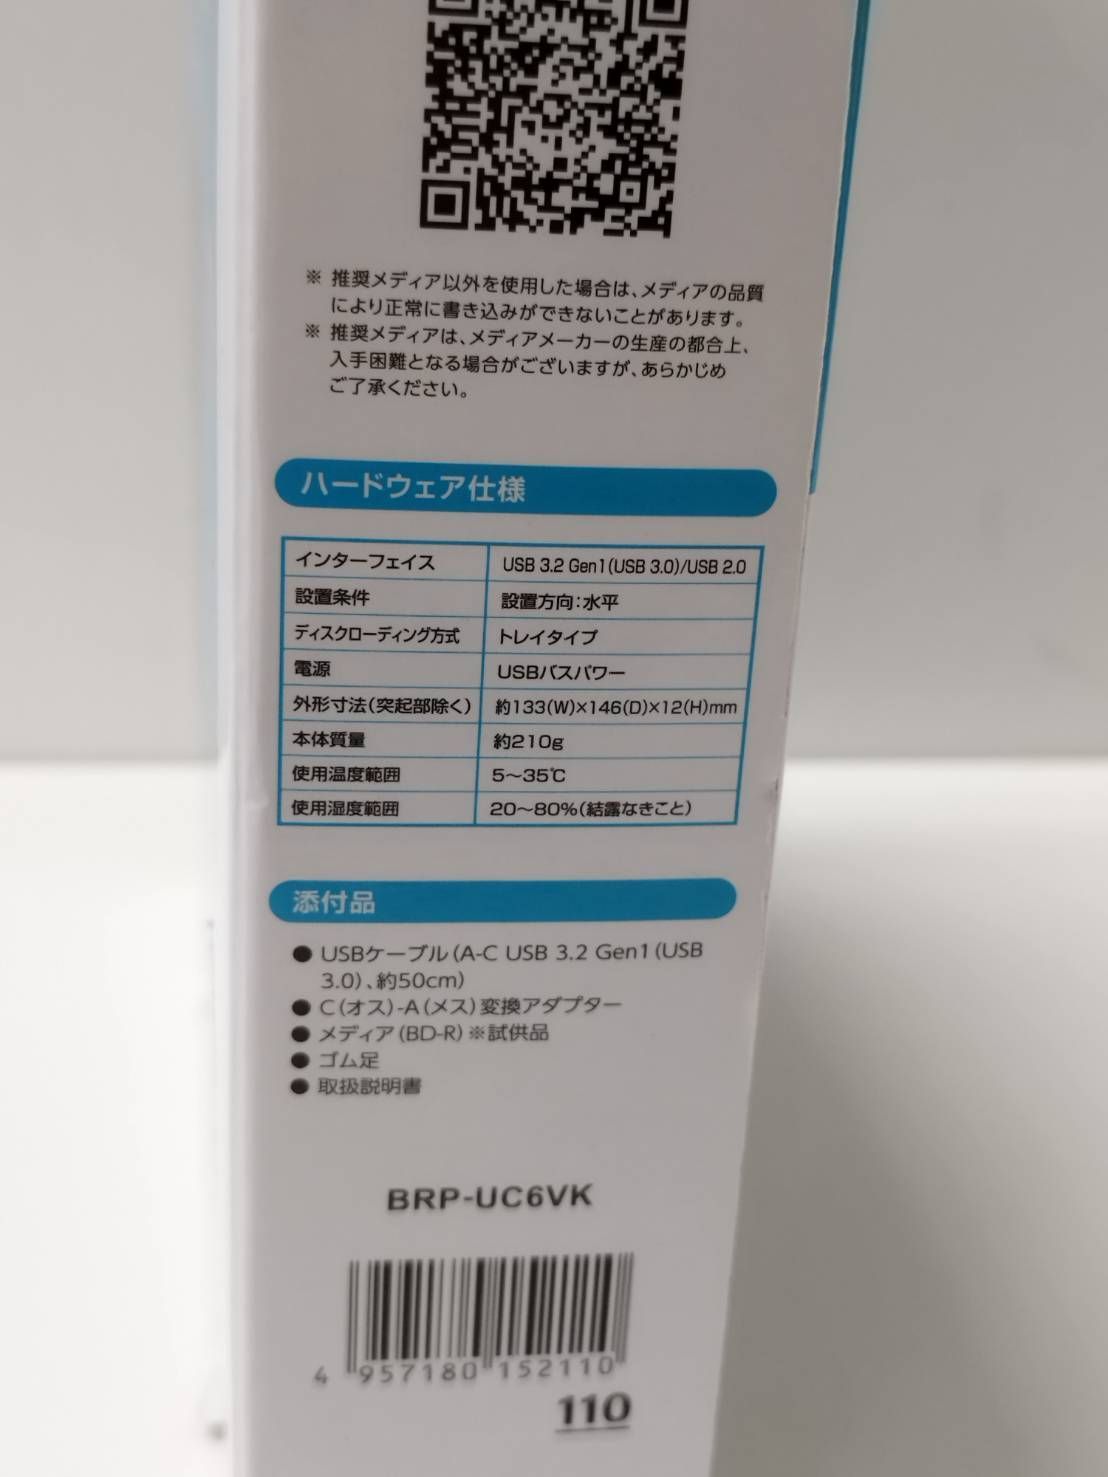 ※ 推奨メディア以外を使用した場合は、メディアの品質
により正常に書き込みができないことがあります。
※ 推奨メディアは、メディアメーカーの生産の都合上、
入手困難となる場合がございますが、あらかじめ
ご了承ください。
ハードウェア仕様
インターフェイス USB 3.2 Gen1(USB 3.0)/USB 2.0
設置条件 設置方向：水平
ディスクローディング方式 トレイタイプ
電源 USBバスパワー
外形寸法(突起部除く) 約133(W)×146(D)×12(H)mm
本体質量 約210g
使用温度範囲 5～35℃
使用湿度範囲 20～80%(結露なきこと)
添付品
● USBケーブル(A-C USB 3.2 Gen1(USB
3.0)、約50cm)
● C(オス)-A(メス)変換アダプター
● メディア(BD-R)※試供品
● ゴム足
● 取扱説明書
BRP-UC6VK
4 957180 152110
110